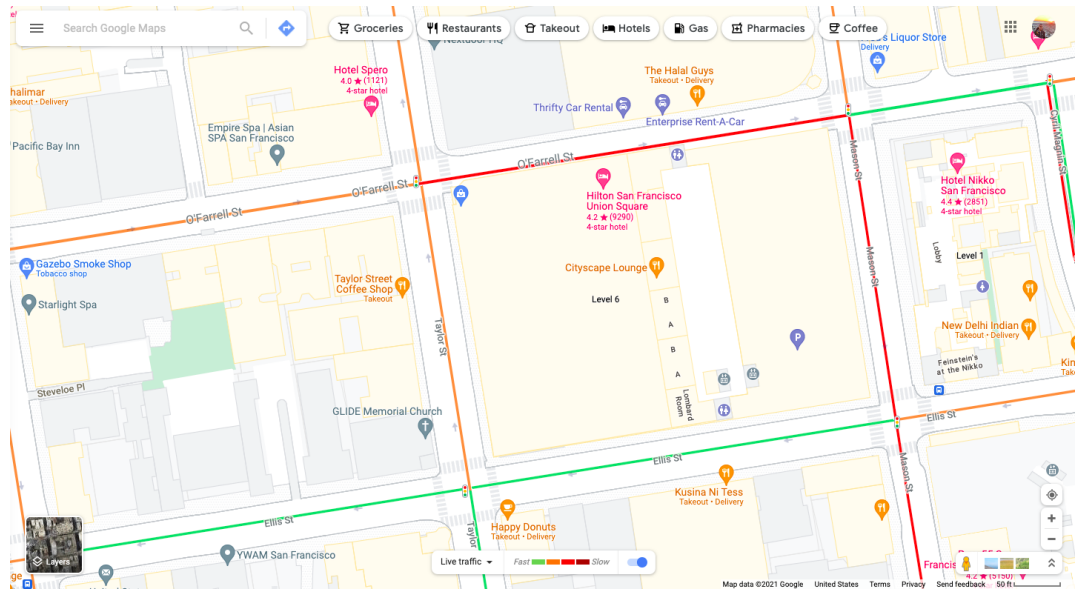 Search Google Maps
Groceries
Restaurants
Takeout
Hotels
Gas
Pharmacies
Coffee
Liquor Store
Delivery
Hotel Spero
4.0 ★ (1121)
4-star hotel
The Halal Guys
Takeout • Delivery
halimar
akeout • Delivery
Thrifty Car Rental
Enterprise Rent-A-Car
Empire Spa | Asian
SPA San Francisco
Pacific Bay Inn
O'Farrell St
O'Farrell St
O'Farrell St
Mason St
Cyril Magnin St
Hilton San Francisco
Union Square
4.2 ★ (9290)
4-star hotel
Hotel Nikko
San Francisco
4.4 ★ (2851)
4-star hotel
Lobby
Level 1
Gazebo Smoke Shop
Tobacco shop
Starlight Spa
Taylor Street
Coffee Shop
Takeout
Cityscape Lounge
Level 6
B
A
B
A
P
Mason St
Taylor St
New Delhi Indian
Takeout • Delivery
Kin
Feinstein's
at the Nikko
Steveloe Pl
Lombard
Room
GLIDE Memorial Church
Ellis St
Ellis St
Mason St
Kusina Ni Tess
Takeout • Delivery
Happy Donuts
Takeout • Delivery
Ellis St
Taylor
YWAM San Francisco
Layers
Live traffic
Fast
Slow
Francis
4.2 ★ (5150)
Map data ©2021 Google
United States
Terms
Privacy
Send feedback
50 ft